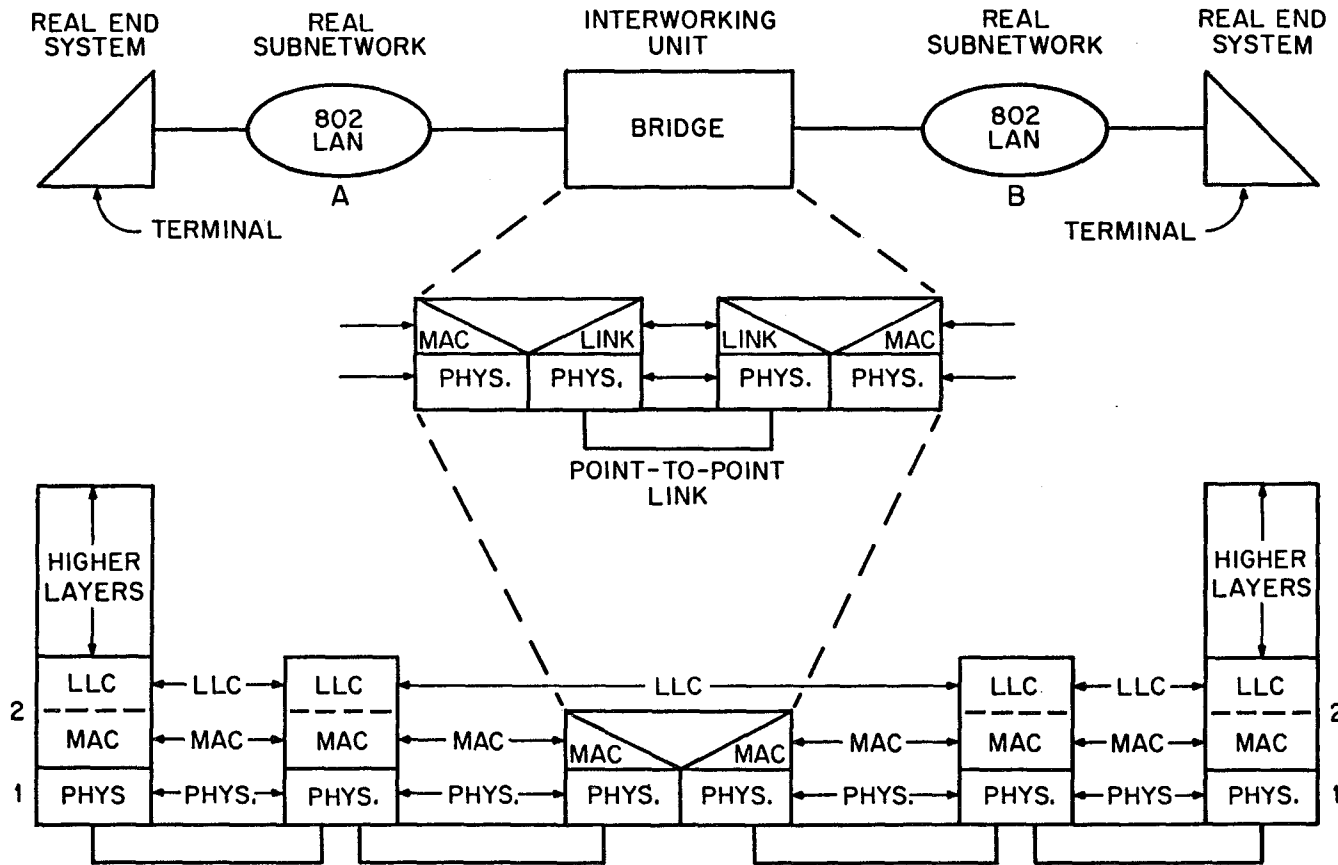 REAL END
SYSTEM
REAL
SUBNETWORK
INTERWORKING
UNIT
REAL
SUBNETWORK
REAL END
SYSTEM
802
LAN
BRIDGE
802
LAN
A
B
TERMINAL
TERMINAL
MAC
LINK
LINK
MAC
PHYS.
PHYS.
PHYS.
PHYS.
POINT-TO-POINT
LINK
HIGHER
LAYERS
HIGHER
LAYERS
LLC
LLC
LLC
LLC
LLC
LLC
LLC
2
2
MAC
MAC
MAC
MAC
MAC
MAC
MAC
MAC
MAC
MAC
1
PHYS
PHYS.
PHYS.
PHYS.
PHYS.
PHYS.
PHYS.
PHYS.
PHYS
PHYS.
1